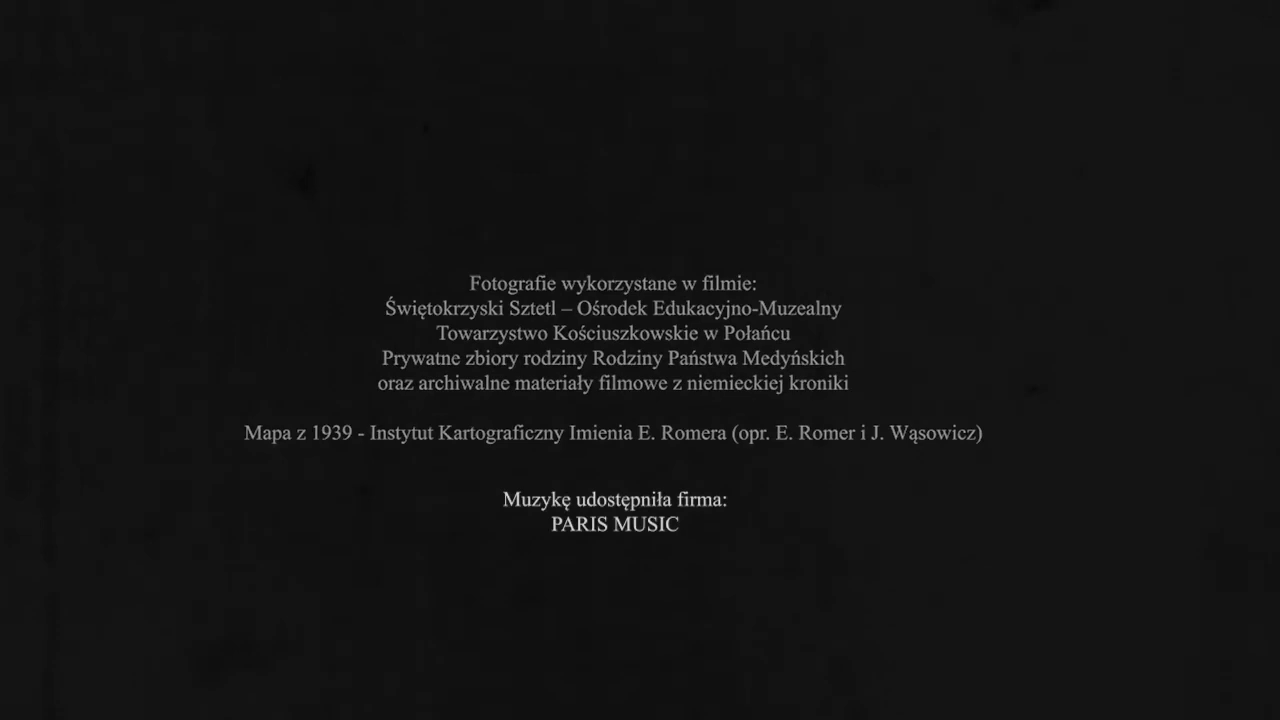 Fotografie wykorzystane w filmie:
Świętokrzyski Sztetl – Ośrodek Edukacyjno-Muzealny
Towarzystwo Kościuszkowskie w Połańcu
Prywatne zbiory rodziny Rodziny Państwa Medyńskich
oraz archiwalne materiały filmowe z niemieckiej kroniki
Mapa z 1939 - Instytut Kartograficzny Imienia E. Romera (opr. E. Romer i J. Wąsowicz)
Muzykę udostępniła firma:
PARIS MUSIC